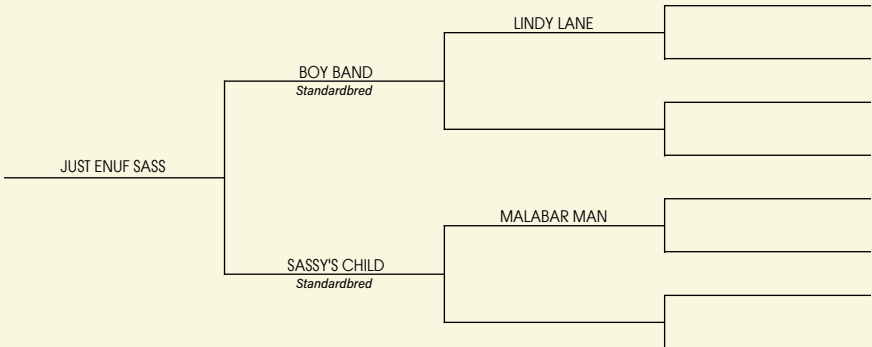 LINDY LANE
BOY BAND
Standardbred
JUST ENUF SASS
MALABAR MAN
SASSY'S CHILD
Standardbred